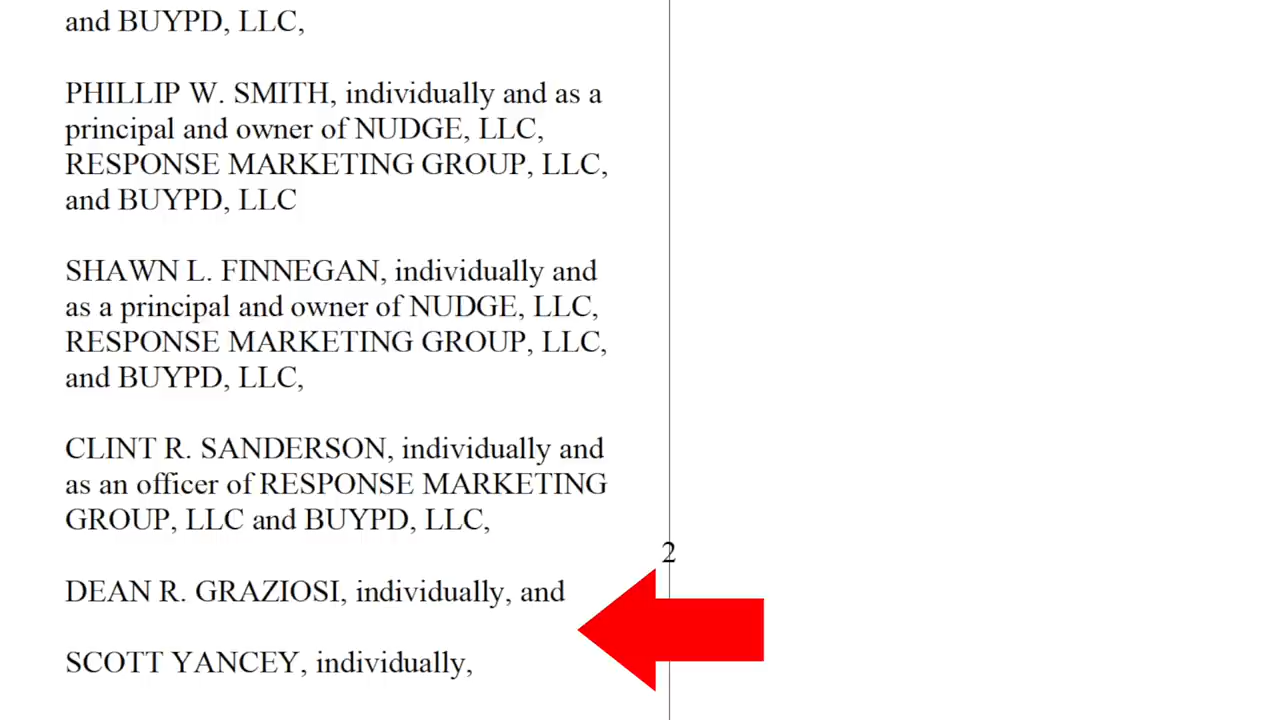 and BUYPD, LLC,
PHILLIP W. SMITH, individually and as a
principal and owner of NUDGE, LLC,
RESPONSE MARKETING GROUP, LLC,
and BUYPD, LLC
SHAWN L. FINNEGAN, individually and
as a principal and owner of NUDGE, LLC,
RESPONSE MARKETING GROUP, LLC,
and BUYPD, LLC,
CLINT R. SANDERSON, individually and
as an officer of RESPONSE MARKETING
GROUP, LLC and BUYPD, LLC,
2
DEAN R. GRAZIOSI, individually, and
SCOTT YANCEY, individually,